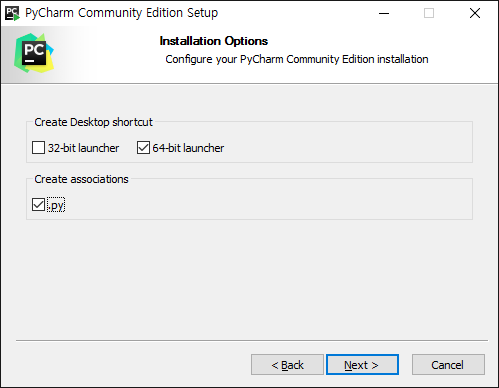 PC PyCharm Community Edition Setup
PC
Installation Options
Configure your PyCharm Community Edition installation
Create Desktop shortcut
32-bit launcher 64-bit launcher
Create associations
.py
< Back Next > Cancel